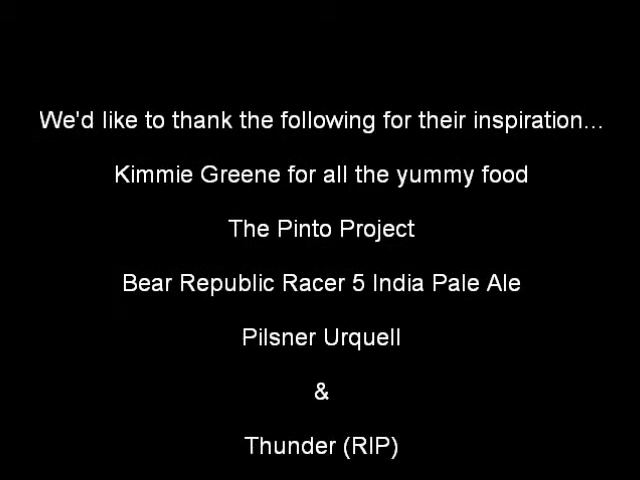 We'd like to thank the following for their inspiration...
Kimmie Greene for all the yummy food
The Pinto Project
Bear Republic Racer 5 India Pale Ale
Pilsner Urquell
&
Thunder (RIP)